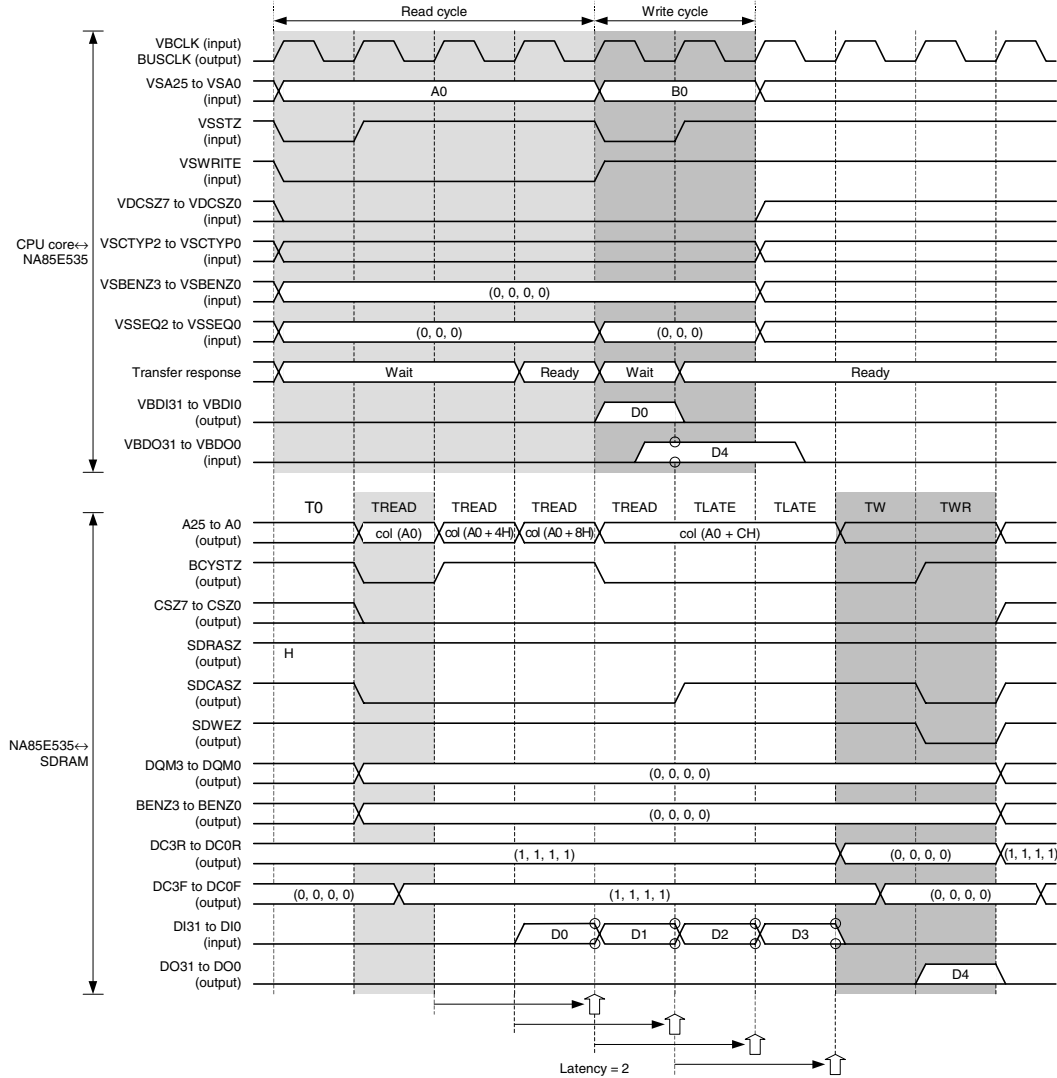 Read cycle Write cycle
VBCLK (input)
BUSCLK (output)
VSA25 to VSA0
(input)
A0 B0
VSSTZ
(input)
VSWRITE
(input)
VDCSZ7 to VDCSZ0
(input)
CPU core↔
NA85E535
VSCTYP2 to VSCTYP0
(input)
VSBENZ3 to VSBENZ0
(input)
(0, 0, 0, 0)
VSSEQ2 to VSSEQ0
(input)
(0, 0, 0) (0, 0, 0)
Transfer response Wait Ready Wait Ready
VBDI31 to VBDI0
(output)
D0
VBDO31 to VBDO0
(input)
D4
T0 TREAD TREAD TREAD TREAD TLATE TLATE TW TWR
A25 to A0
(output)
col (A0) col (A0 + 4H) col (A0 + 8H) col (A0 + CH)
BCYSTZ
(output)
CSZ7 to CSZ0
(output)
SDRASZ
(output)
H
SDCASZ
(output)
SDWEZ
(output)
NA85E535↔
SDRAM
DQM3 to DQM0
(output)
(0, 0, 0, 0)
BENZ3 to BENZ0
(output)
(0, 0, 0, 0)
DC3R to DC0R
(output)
(1, 1, 1, 1) (0, 0, 0, 0) (1, 1, 1, 1)
DC3F to DC0F
(output)
(0, 0, 0, 0) (1, 1, 1, 1) (0, 0, 0, 0)
DI31 to DI0
(input)
D0 D1 D2 D3
DO31 to DO0
(output)
D4
Latency = 2